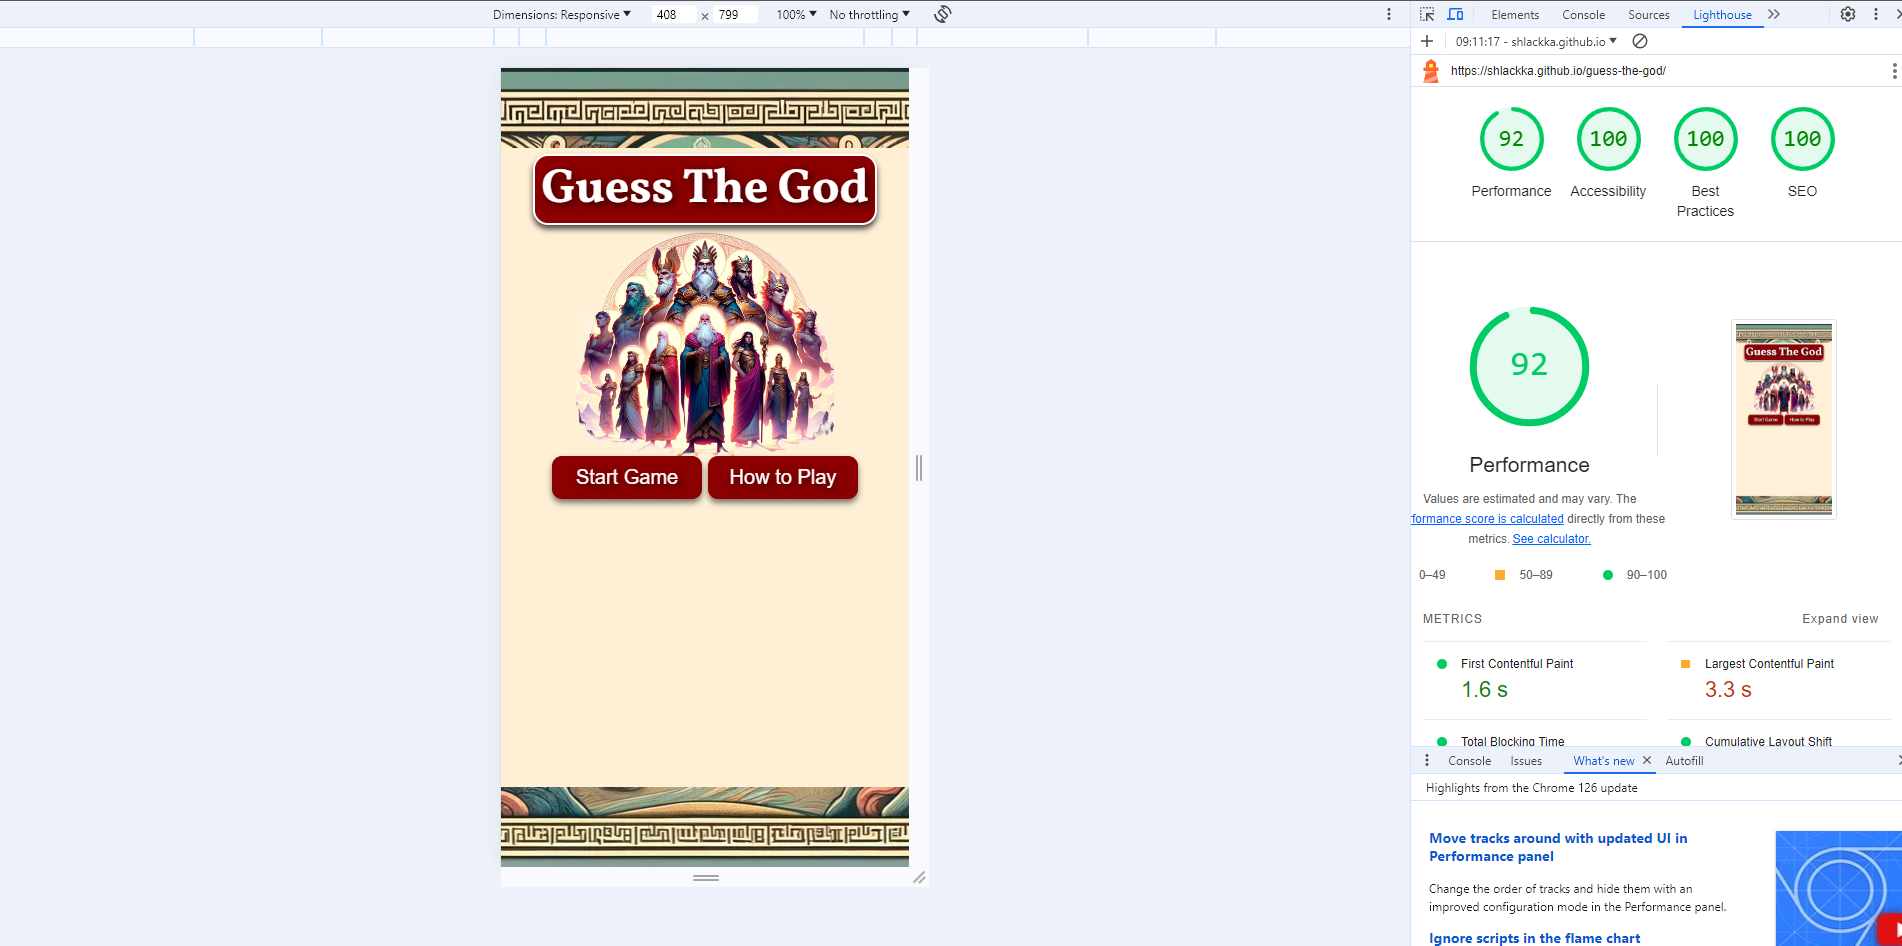 Dimensions: Responsive
408 × 799
100%
No throttling
Elements
Console
Sources
Lighthouse
09:11:17 - shlackka.github.io
https://shlackka.github.io/guess-the-god/
92
100
100
100
Performance
Accessibility
Best
Practices
SEO
Guess The God
Start Game
How to Play
92
Performance
Values are estimated and may vary. The
formance score is calculated directly from these
metrics. See calculator.
0–49
50–89
90–100
Guess The God
Start Game
How to Play
METRICS
Expand view
First Contentful Paint
1.6 s
Largest Contentful Paint
3.3 s
Total Blocking Time
Cumulative Layout Shift
Console
Issues
What's new
Autofill
Highlights from the Chrome 126 update
Move tracks around with updated UI in
Performance panel
Change the order of tracks and hide them with an
improved configuration mode in the Performance panel.
Ignore scripts in the flame chart